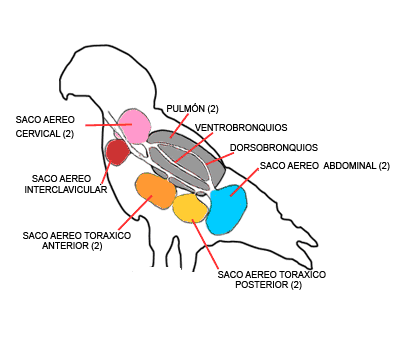 PULMÓN (2)
SACO AEREO
CERVICAL (2)
VENTROBRONQUIOS
DORSOBRONQUIOS
SACO AEREO ABDOMINAL (2)
SACO AEREO
INTERCLAVICULAR
SACO AEREO TORAXICO
ANTERIOR (2)
SACO AEREO TORAXICO
POSTERIOR (2)